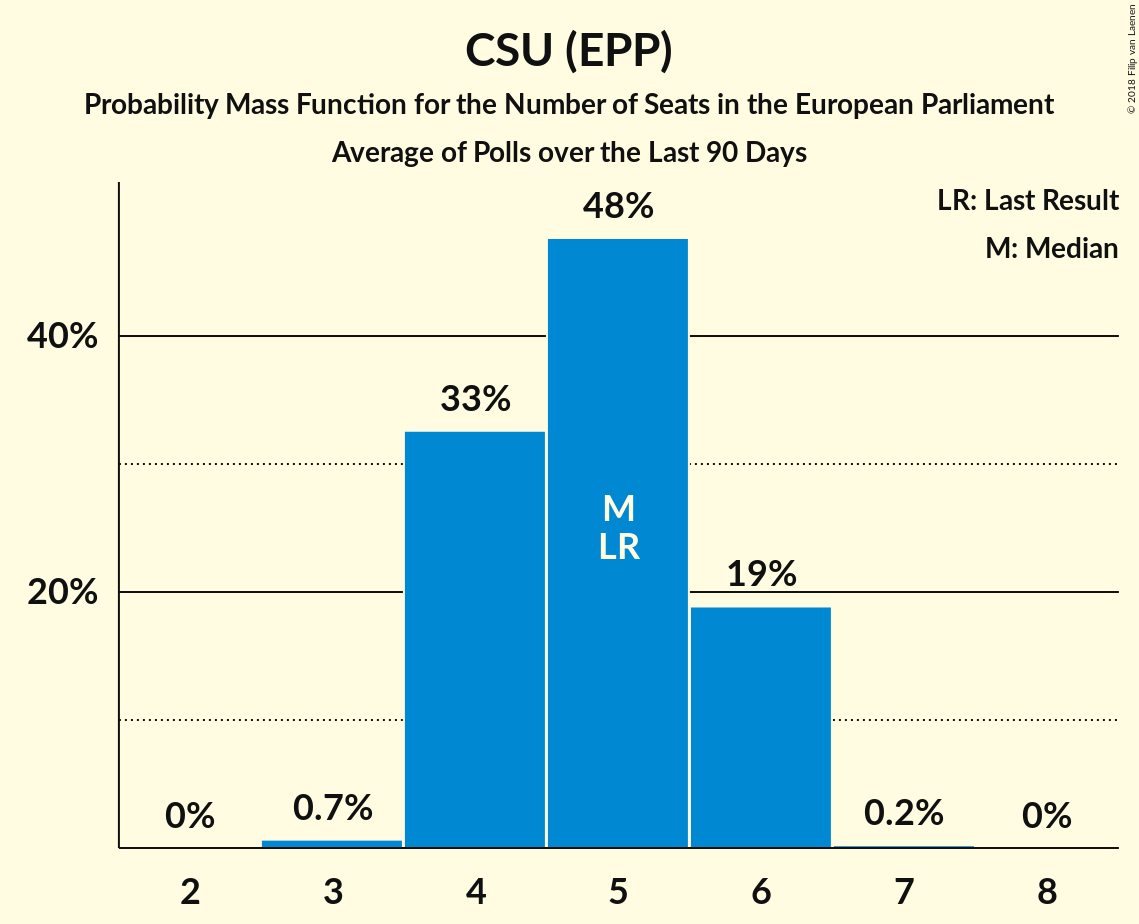 CSU (EPP)
Probability Mass Function for the Number of Seats in the European Parliament
Average of Polls over the Last 90 Days
© 2018 Filip van Laenen
LR: Last Result
M: Median
48%
40%
33%
M
LR
19%
20%
0%
0.7%
0.2%
0%
2 3 4 5 6 7 8